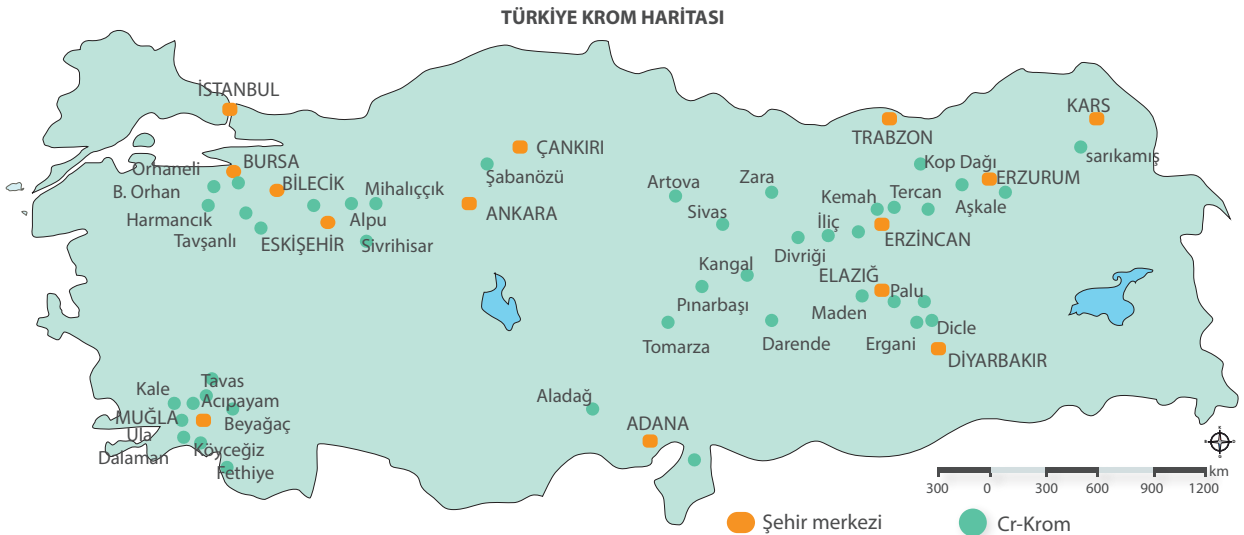 TÜRKİYE KROM HARİTASI
İSTANBUL
KARS
TRABZON
ÇANKIRI
sarıkamış
BURSA
Orhaneli
Kop Dağı
Şabanözü
ERZURUM
B. Orhan
BİLECİK
Mihalıççık
Artova
Zara
Kemah
Tercan
Aşkale
Harmancık
Alpu
ANKARA
Sivas
İliç
Tavşanlı
ESKİŞEHİR
Sivrihisar
Divriği
ERZİNCAN
Kangal
ELAZIĞ
Palu
Pınarbaşı
Maden
Tomarza
Darende
Ergani
Dicle
DİYARBAKIR
Kale
Tavas
Acıpayam
Aladağ
MUĞLA
Beyağaç
ADANA
Ula
Dalaman
Köyceğiz
Fethiye
km
300 0 300 600 900 1200
Şehir merkezi
Cr-Krom